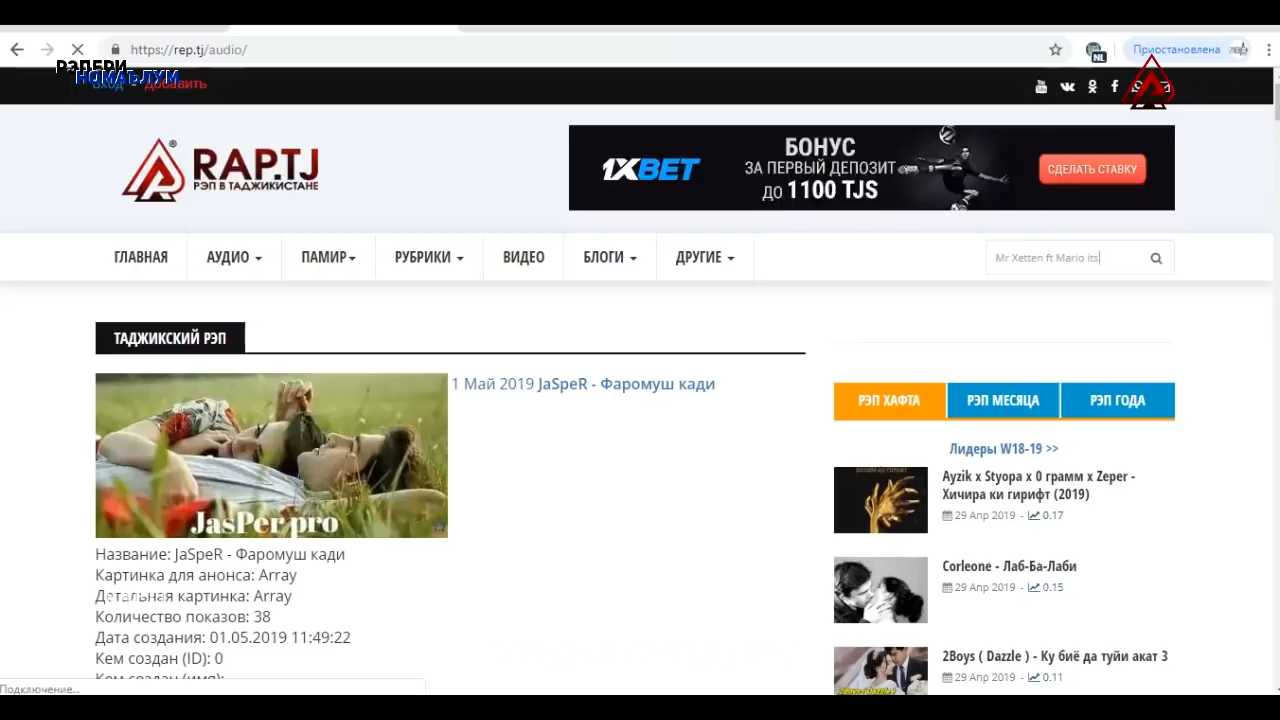 https://rep.tj/audio/
Приостановлена
NL
РЭПЕРИ
НОМАЪЛУМ
Вход
Добавить
RAP.TJ
РЭП В ТАДЖИКИСТАНЕ
1XBET
БОНУС
ЗА ПЕРВЫЙ ДЕПОЗИТ
ДО 1100 TJS
СДЕЛАТЬ СТАВКУ
ГЛАВНАЯ
АУДИО
ПАМИР
РУБРИКИ
ВИДЕО
БЛОГИ
ДРУГИЕ
Mr Xetten ft Mario its
ТАДЖИКСКИЙ РЭП
1 Май 2019 JaSpeR - Фаромуш кади
JasPer.pro
Название: JaSpeR - Фаромуш кади
Картинка для анонса: Array
Детальная картинка: Array
Количество показов: 38
Дата создания: 01.05.2019 11:49:22
Кем создан (ID): 0
Кем создан (имя):
Подключение...
РЭП ХАФТА
РЭП МЕСЯЦА
РЭП ГОДА
Лидеры W18-19 >>
Ayzik x Styopa x 0 грамм x Zeper -
Хичира ки гирифт (2019)
29 Апр 2019 - 0.17
Corleone - Лаб-Ба-Лаби
29 Апр 2019 - 0.15
2Boys ( Dazzle ) - Ку биё да туйи акат 3
29 Апр 2019 - 0.11